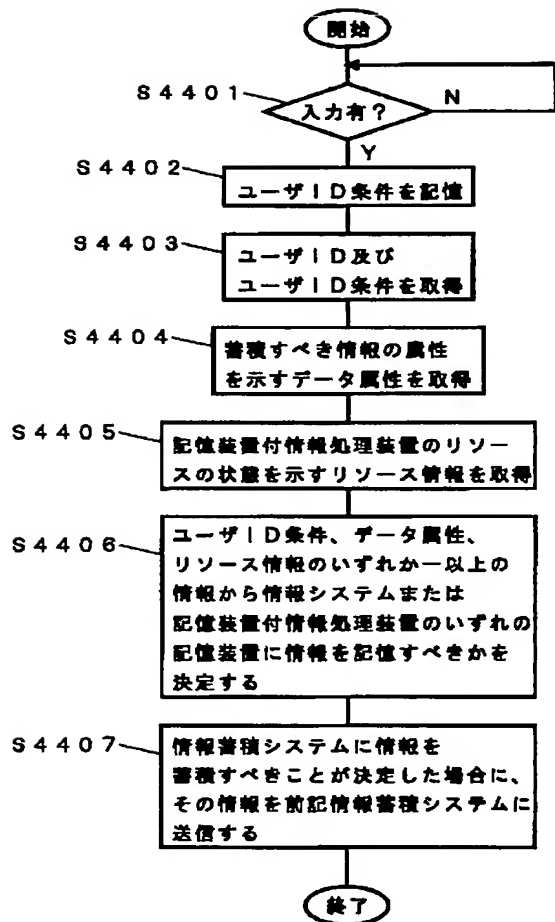 開始
S4401
入力有?
N
Y
S4402
ユーザID条件を記憶
S4403
ユーザID及び
ユーザID条件を取得
S4404
蓄積すべき情報の属性
を示すデータ属性を取得
S4405
記憶装置付情報処理装置のリソー
スの状態を示すリソース情報を取得
S4406
ユーザID条件、データ属性、
リソース情報のいずれか一以上の
情報から情報システムまたは
記憶装置付情報処理装置のいずれの
記憶装置に情報を記憶すべきかを
決定する
S4407
情報蓄積システムに情報を
蓄積すべきことが決定した場合に、
その情報を前記情報蓄積システムに
送信する
終了